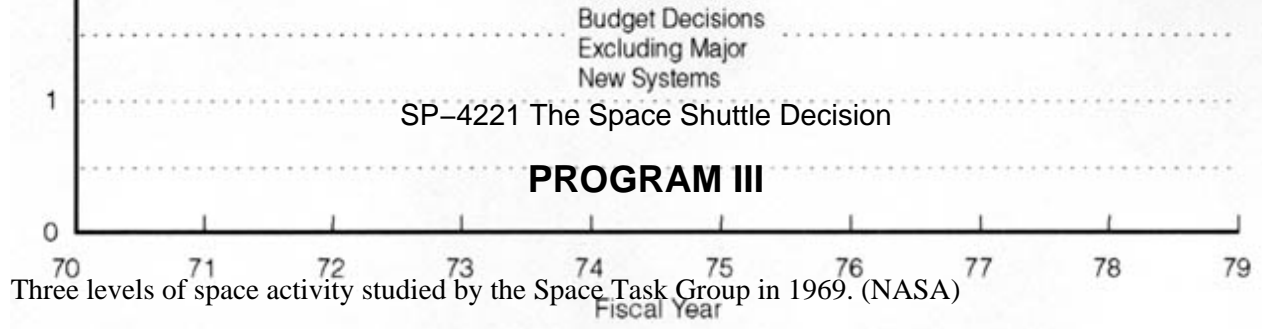 Budget Decisions
Excluding Major
New Systems
1
SP−4221 The Space Shuttle Decision
PROGRAM III
0
70 71 72 73 74 75 76 77 78 79
Three levels of space activity studied by the Space Task Group in 1969. (NASA)
Fiscal Year